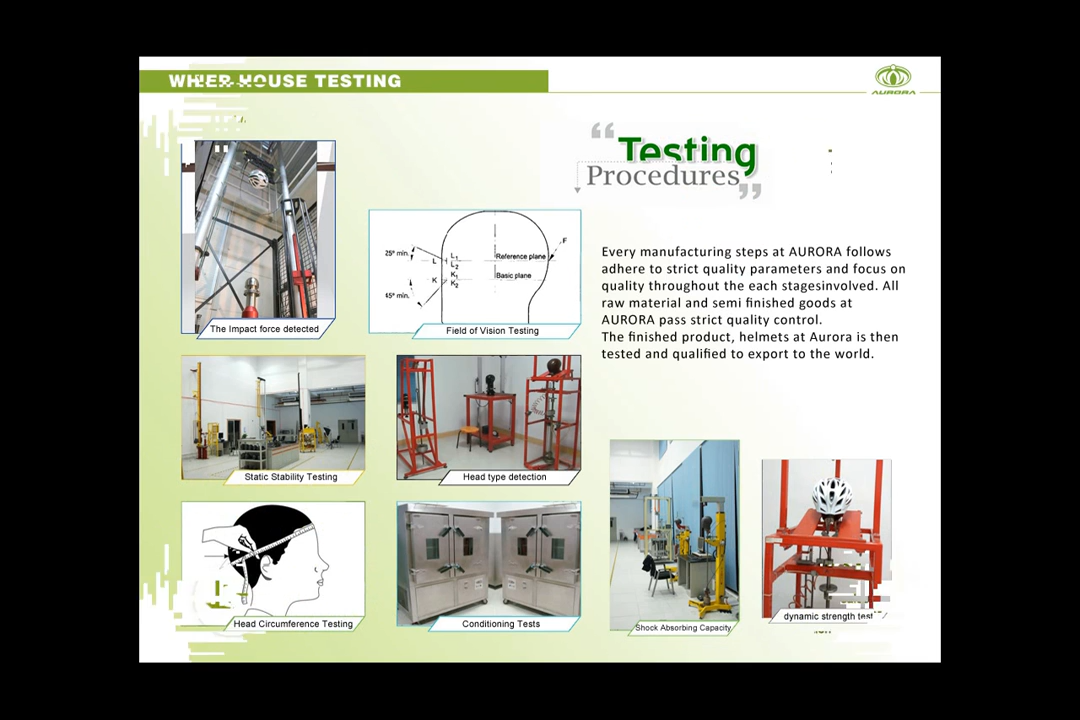 HOUSE TESTING
AURORA
“Testing
Procedures”
The Impact force detected
25° min.
L
L1
L2
Reference plane
F
K
K1
K2
Basic plane
45° min.
Field of Vision Testing
Every manufacturing steps at AURORA follows
adhere to strict quality parameters and focus on
quality throughout the each stagesinvolved. All
raw material and semi finished goods at
AURORA pass strict quality control.
The finished product, helmets at Aurora is then
tested and qualified to export to the world.
Static Stability Testing
Head type detection
Head Circumference Testing
Conditioning Tests
Shock Absorbing Capacity
dynamic strength test